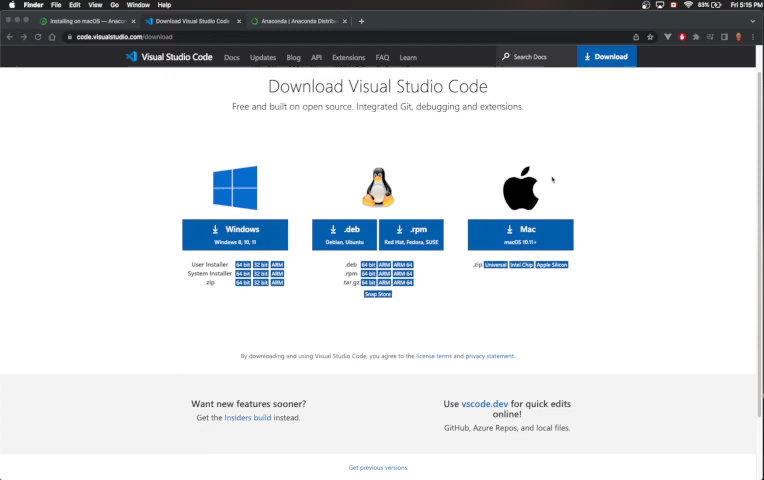 Finder File Edit View Go Window Help 83% Fri 5:15 PM
Installing on macOS — Anacon Download Visual Studio Code Anaconda | Anaconda Distribu
code.visualstudio.com/download
Visual Studio Code Docs Updates Blog API Extensions FAQ Learn Search Docs Download
Download Visual Studio Code
Free and built on open source. Integrated Git, debugging and extensions.
Windows .deb .rpm Mac
Windows 8, 10, 11 Debian, Ubuntu Red Hat, Fedora, SUSE macOS 10.11+
User Installer 64 bit 32 bit ARM .deb 64 bit ARM ARM 64 .zip Universal Intel Chip Apple Silicon
System Installer 64 bit 32 bit ARM .rpm 64 bit ARM ARM 64
.zip 64 bit 32 bit ARM .tar.gz 64 bit ARM ARM 64
Snap Store
By downloading and using Visual Studio Code, you agree to the license terms and privacy statement.
Want new features sooner?
Get the Insiders build instead.
Use vscode.dev for quick edits
online!
GitHub, Azure Repos, and local files.
Get previous versions